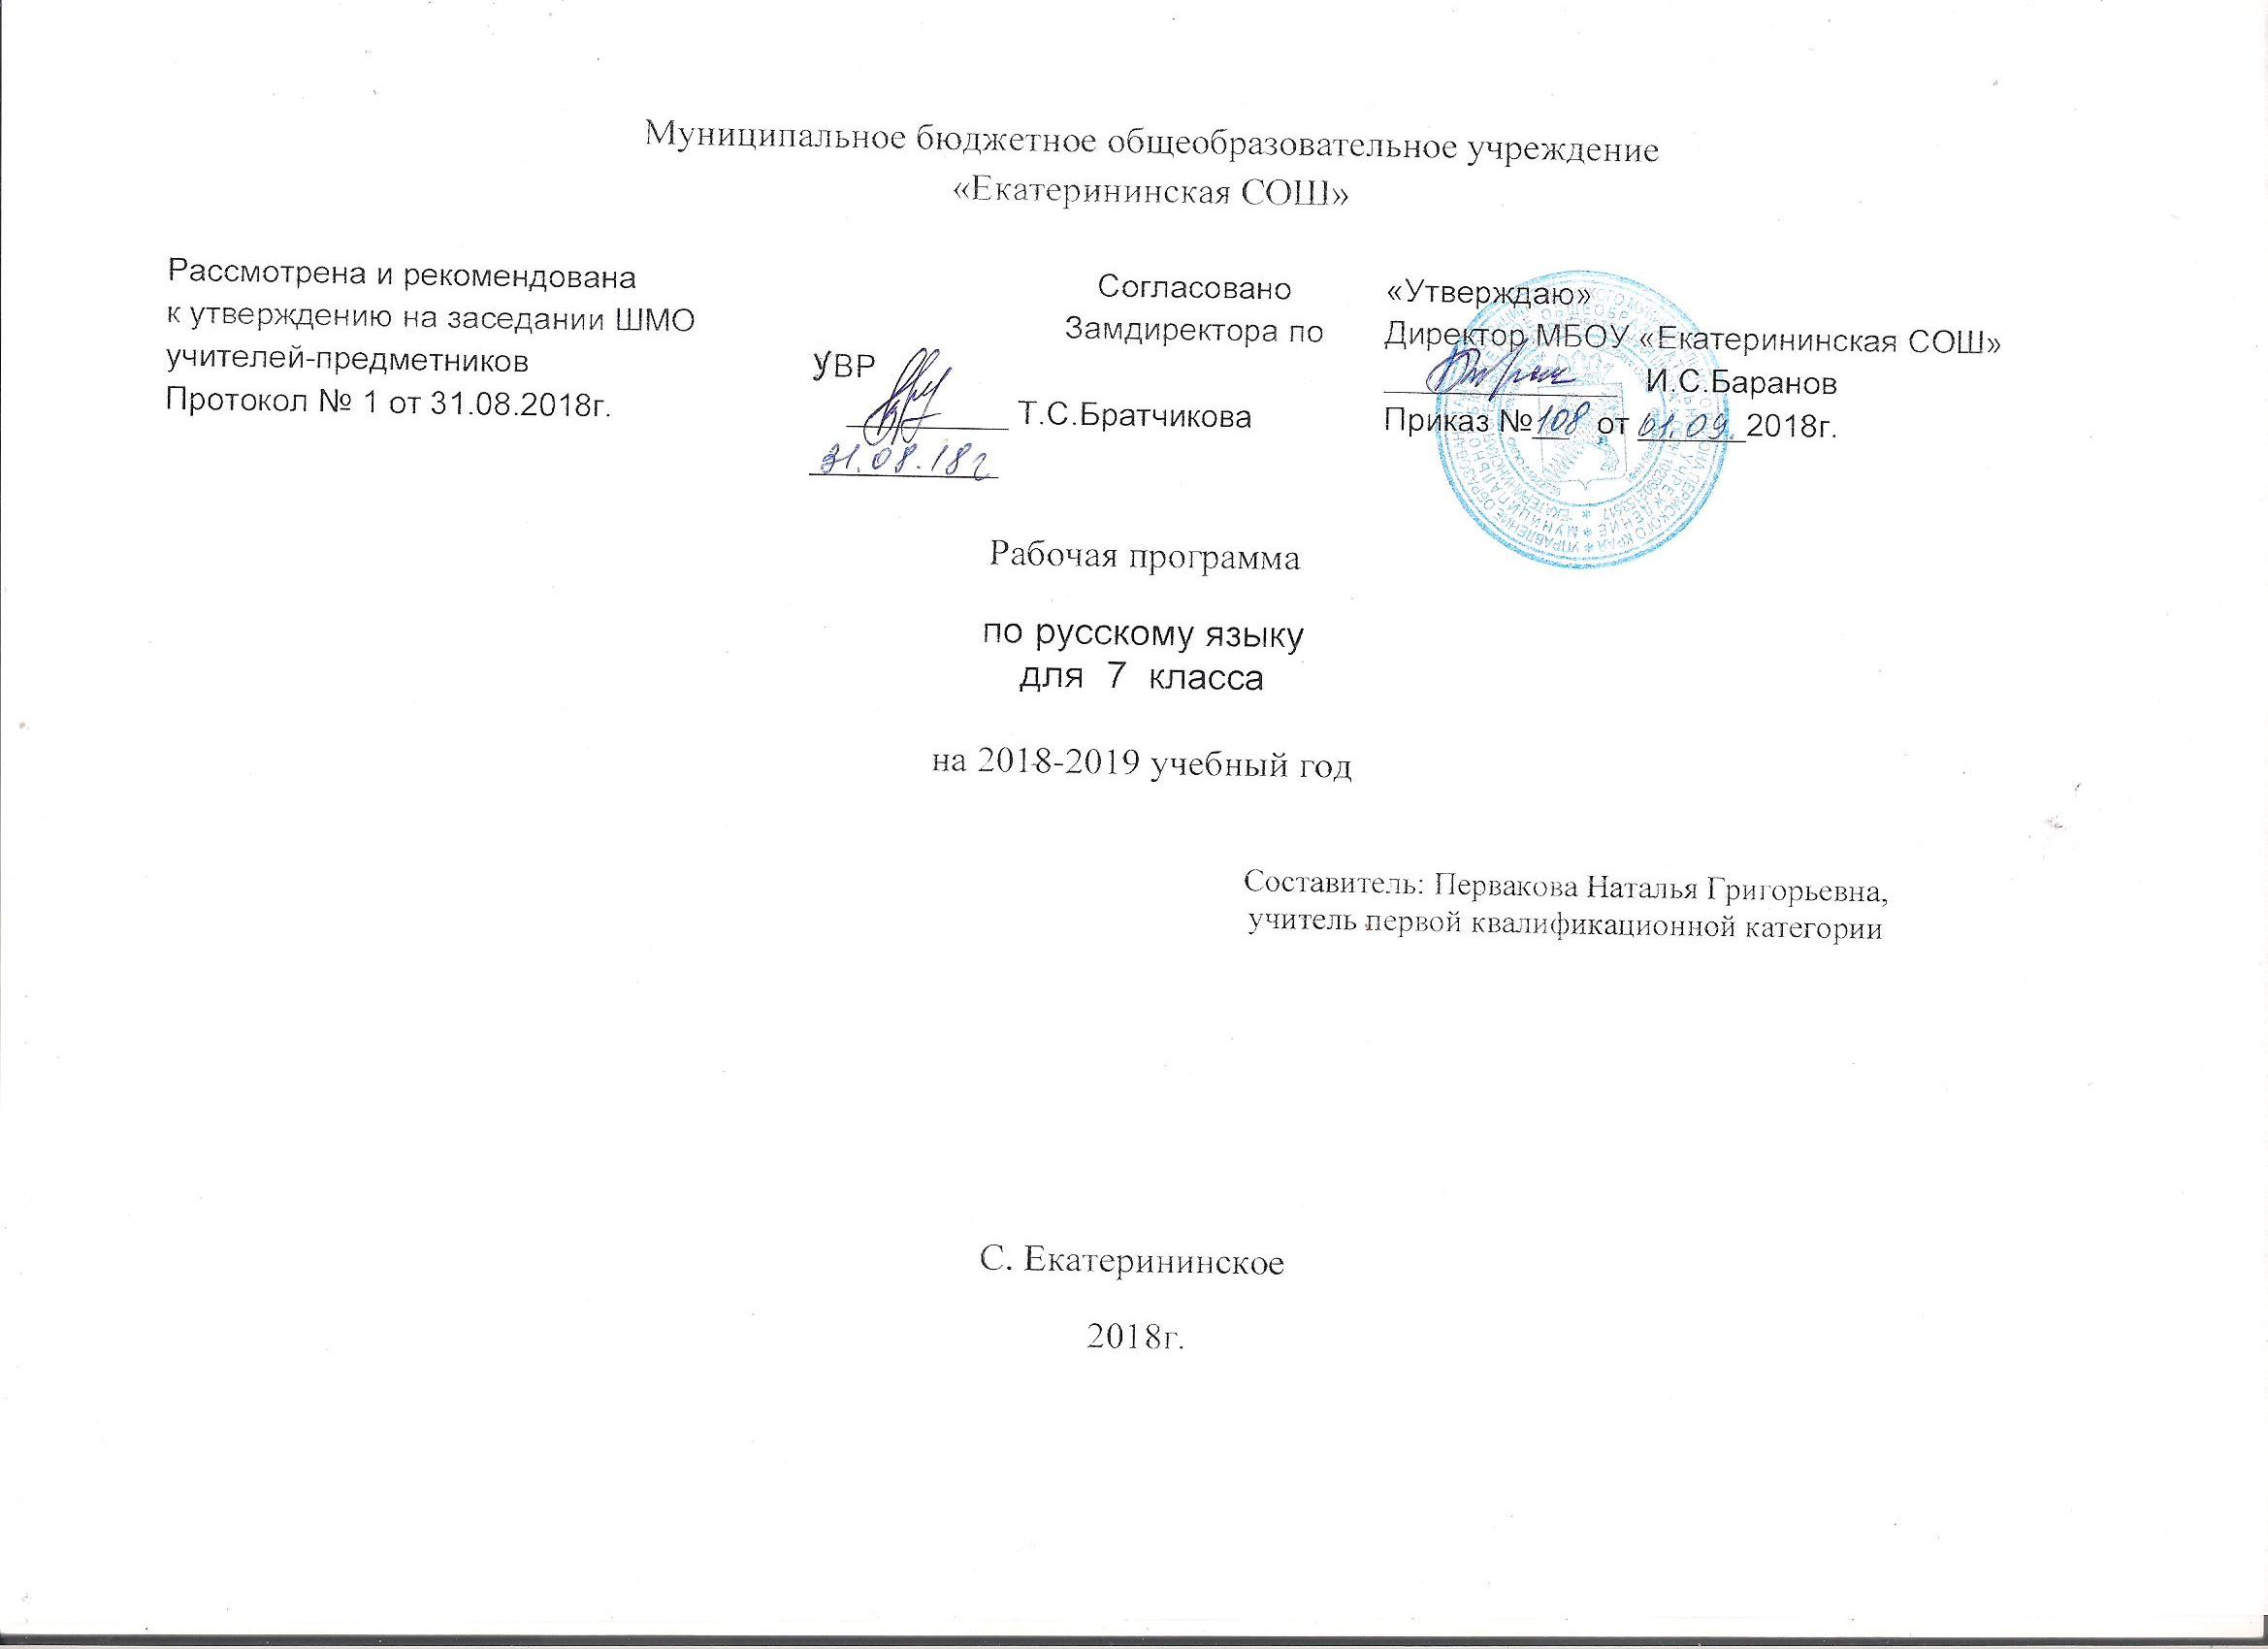 Муниципальное бюджетное общеобразовательное учреждение
«Екатерининская СОШ»
Рассмотрена и рекомендована
к утверждению на заседании ШМО
учителей-предметников
Протокол № 1 от 31.08.2018г.
Согласовано
Замдиректора по
УВР
Т.С.Братчикова
31.08.18г
«Утверждаю»
Директор МБОУ «Екатерининская СОШ»
И.С.Баранов
Приказ № 108 от 01.09. 2018г.
Рабочая программа
по русскому языку
для 7 класса
на 2018-2019 учебный год
Составитель: Первакова Наталья Григорьевна,
учитель первой квалификационной категории
С. Екатерининское
2018г.